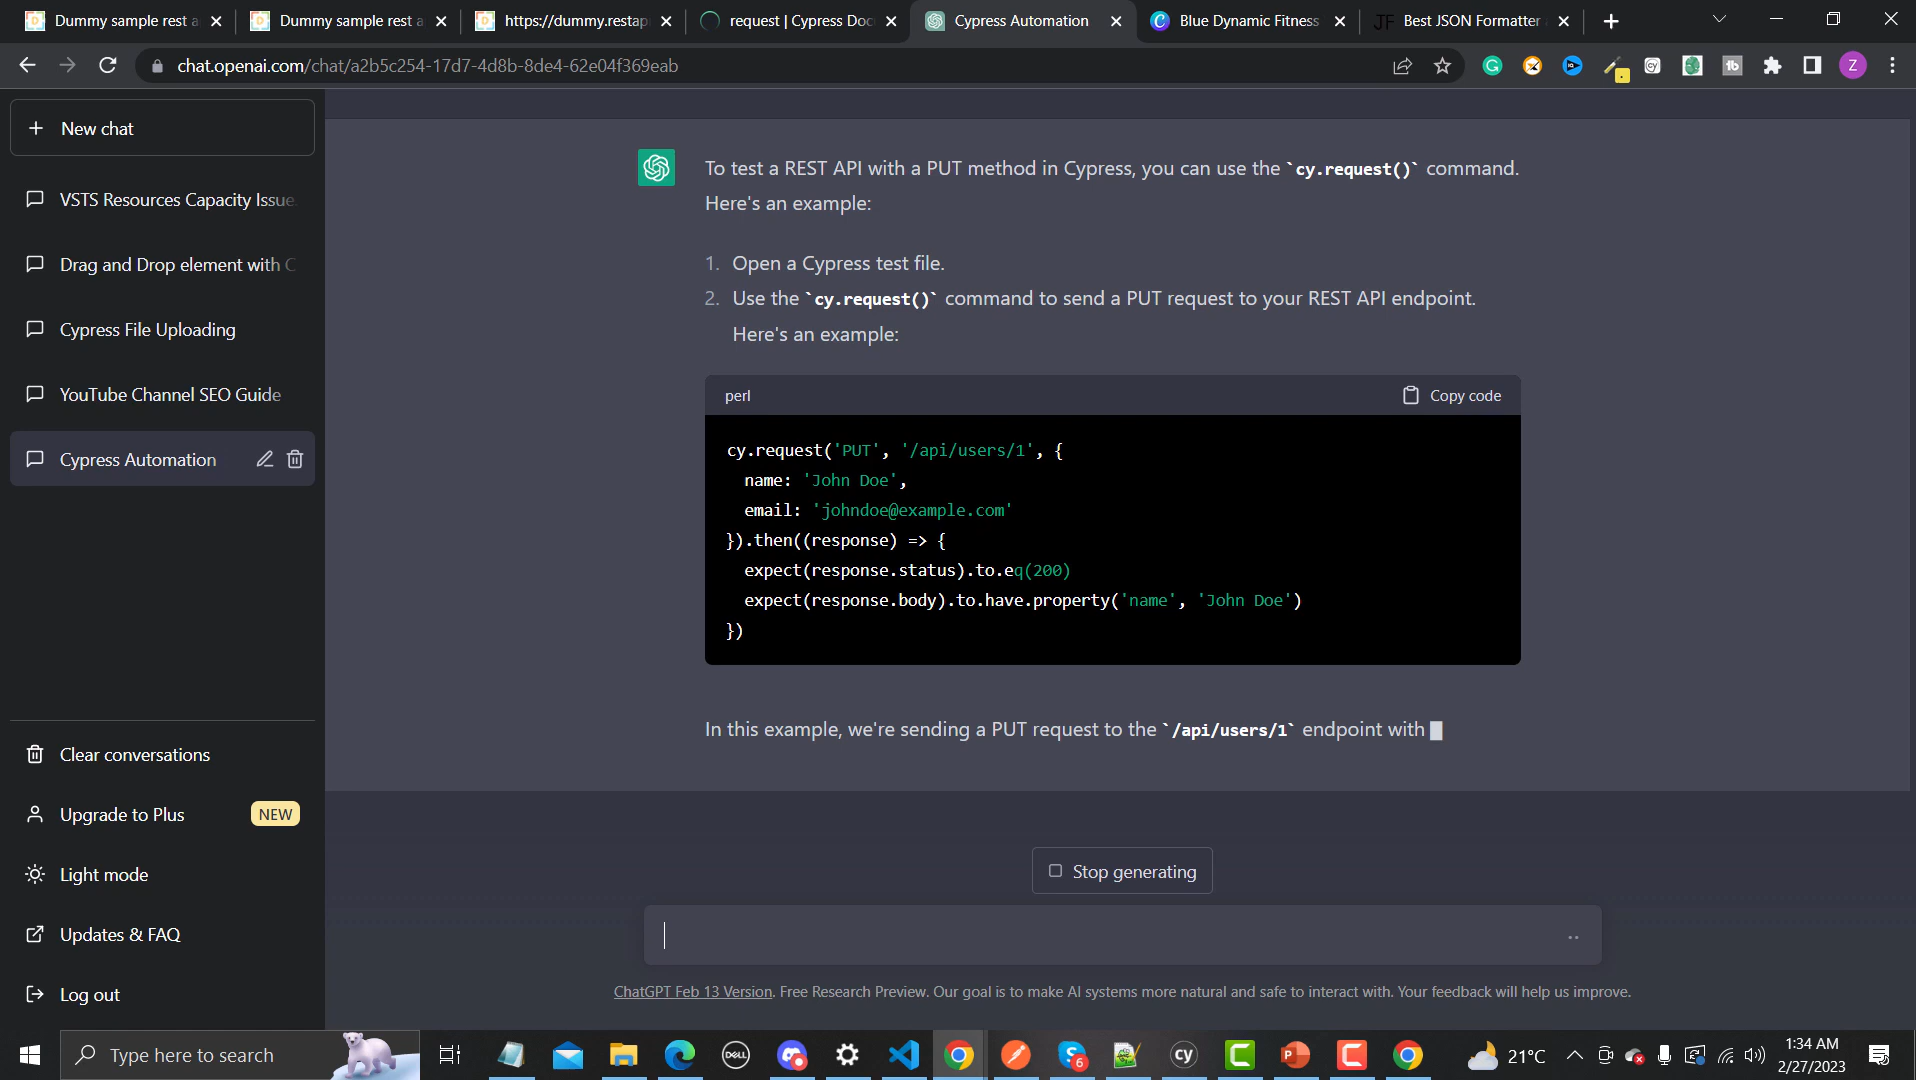 Dummy sample rest a
Dummy sample rest a
https://dummy.restap
request | Cypress Doc
Cypress Automation
Blue Dynamic Fitness
JF Best JSON Formatter
chat.openai.com/chat/a2b5c254-17d7-4d8b-8de4-62e04f369eab
Z
New chat
VSTS Resources Capacity Issue.
Drag and Drop element with C
Cypress File Uploading
YouTube Channel SEO Guide
Cypress Automation
Clear conversations
Upgrade to Plus NEW
Light mode
Updates & FAQ
Log out
To test a REST API with a PUT method in Cypress, you can use the `cy.request()` command.
Here's an example:
1. Open a Cypress test file.
2. Use the `cy.request()` command to send a PUT request to your REST API endpoint.
Here's an example:
perl Copy code
cy.request('PUT', '/api/users/1', {
name: 'John Doe',
email: 'johndoe@example.com'
}).then((response) => {
expect(response.status).to.eq(200)
expect(response.body).to.have.property('name', 'John Doe')
})
In this example, we're sending a PUT request to the `/api/users/1` endpoint with
Stop generating
ChatGPT Feb 13 Version. Free Research Preview. Our goal is to make AI systems more natural and safe to interact with. Your feedback will help us improve.
Type here to search
DELL
cy
6
21°C
1:34 AM
2/27/2023